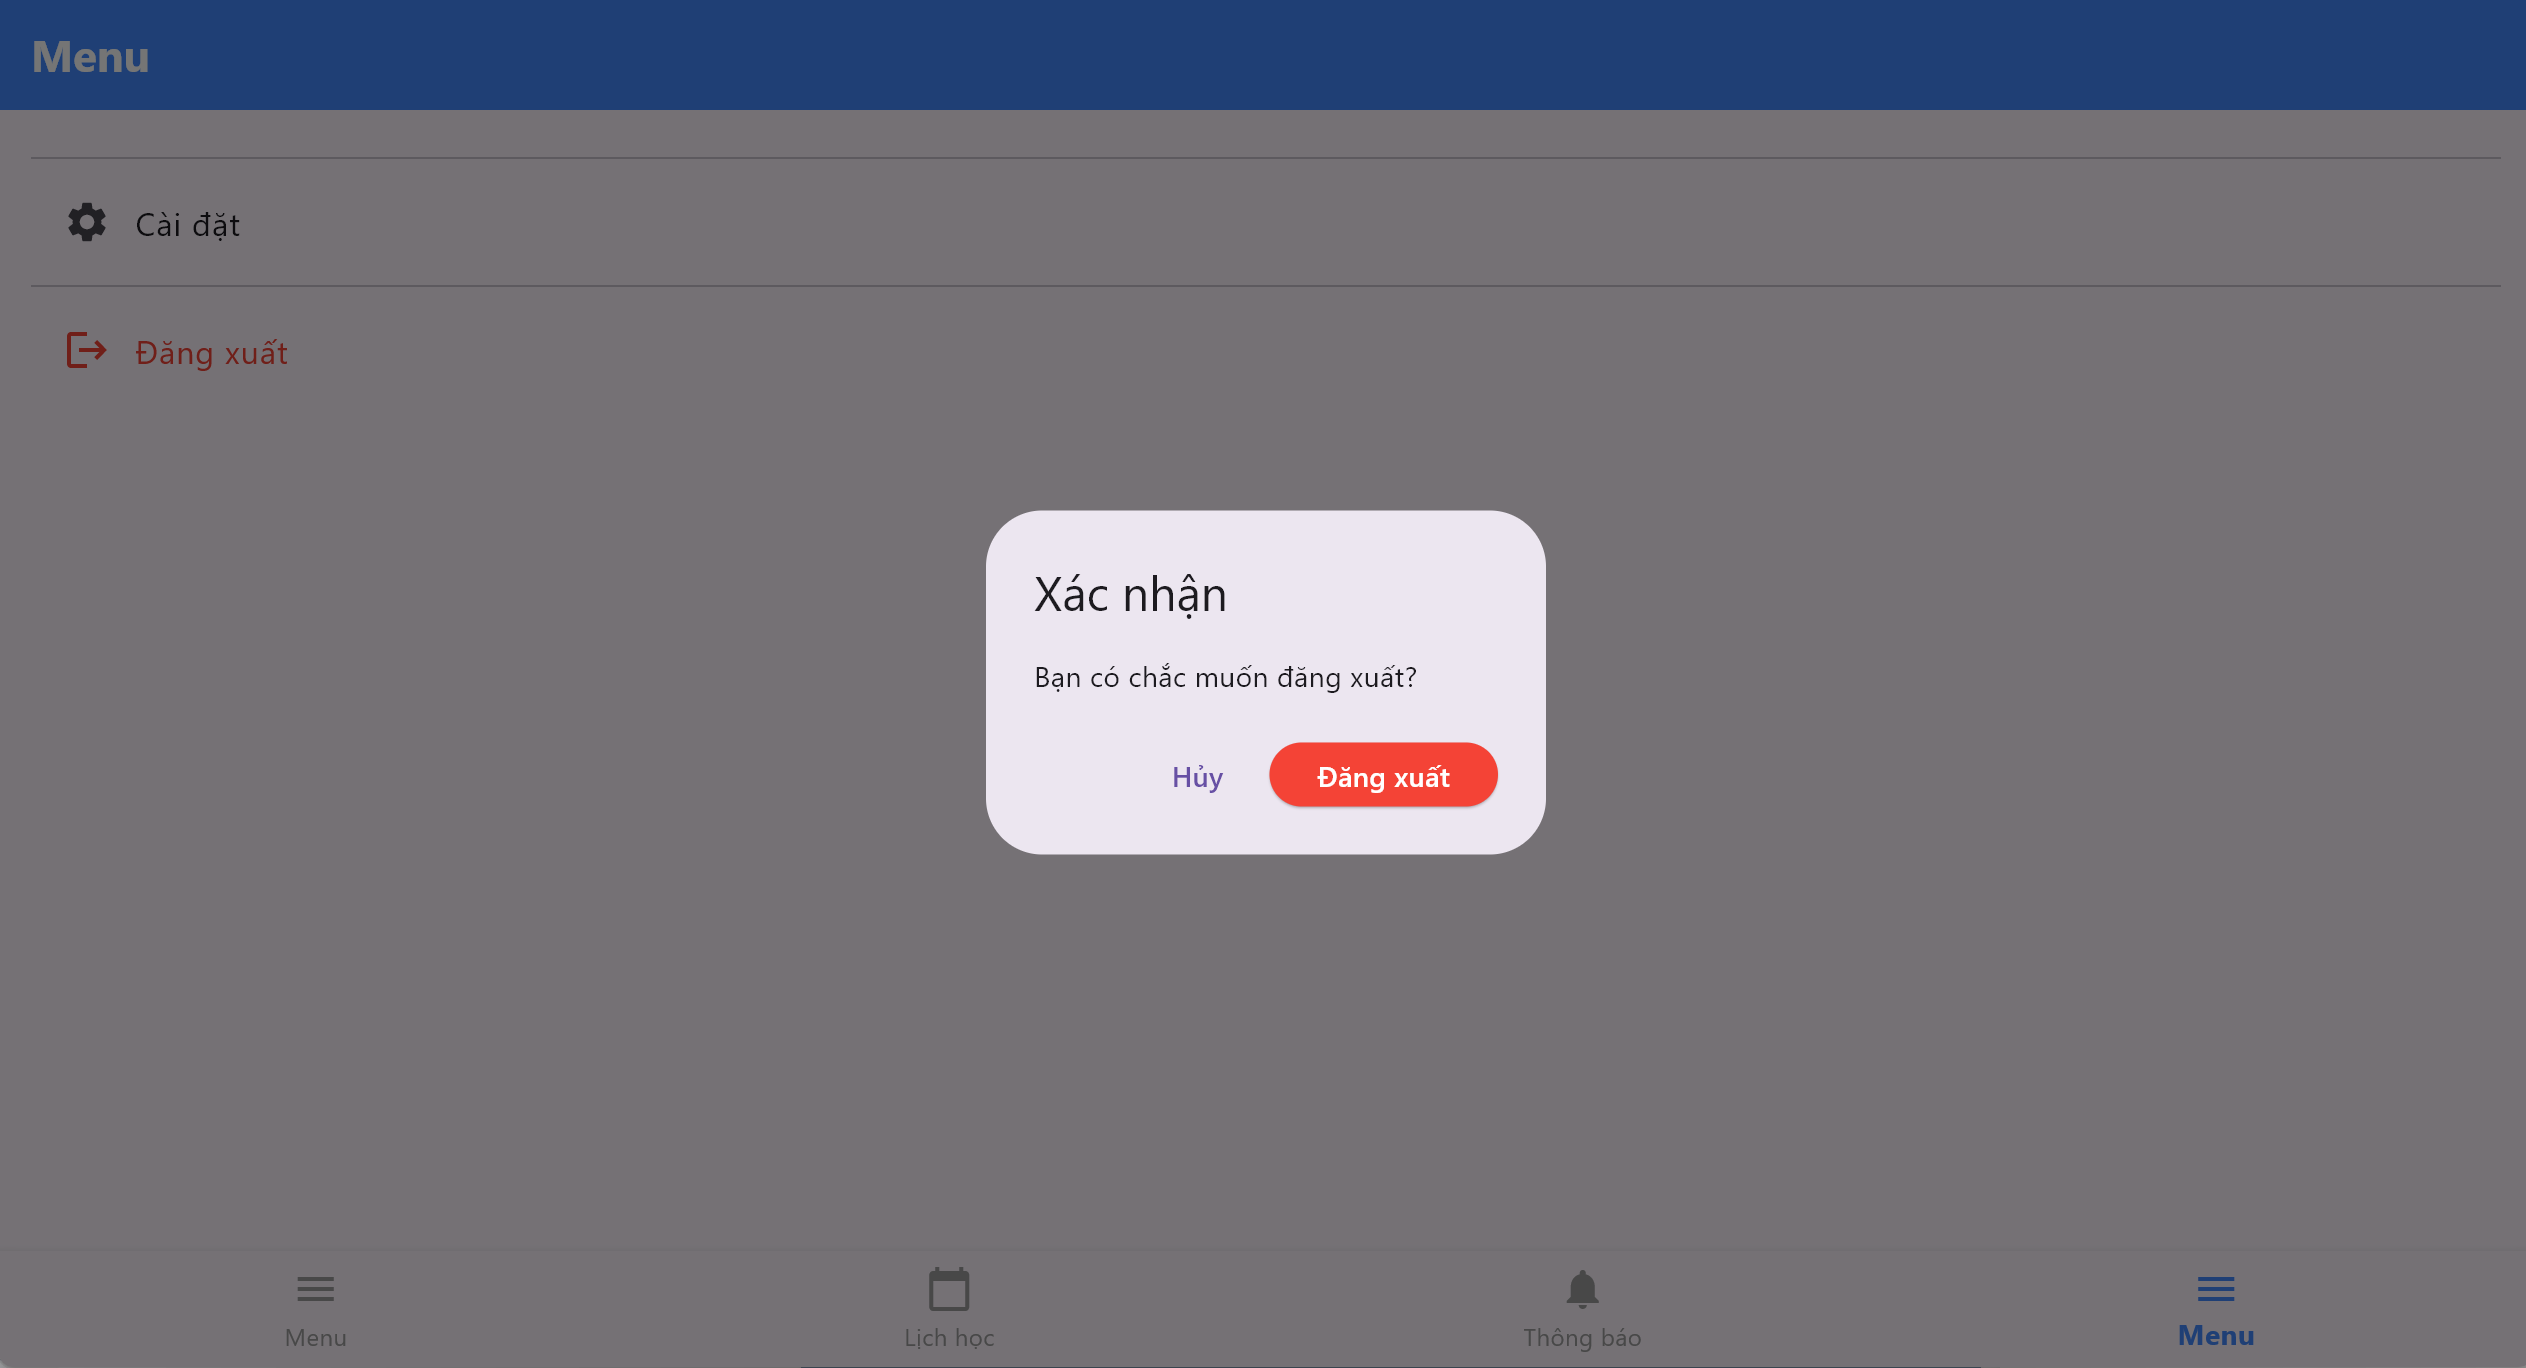 Menu
Cài đặt
Đăng xuất
Xác nhận
Bạn có chắc muốn đăng xuất?
Hủy
Đăng xuất
Menu
Lịch học
Thông báo
Menu